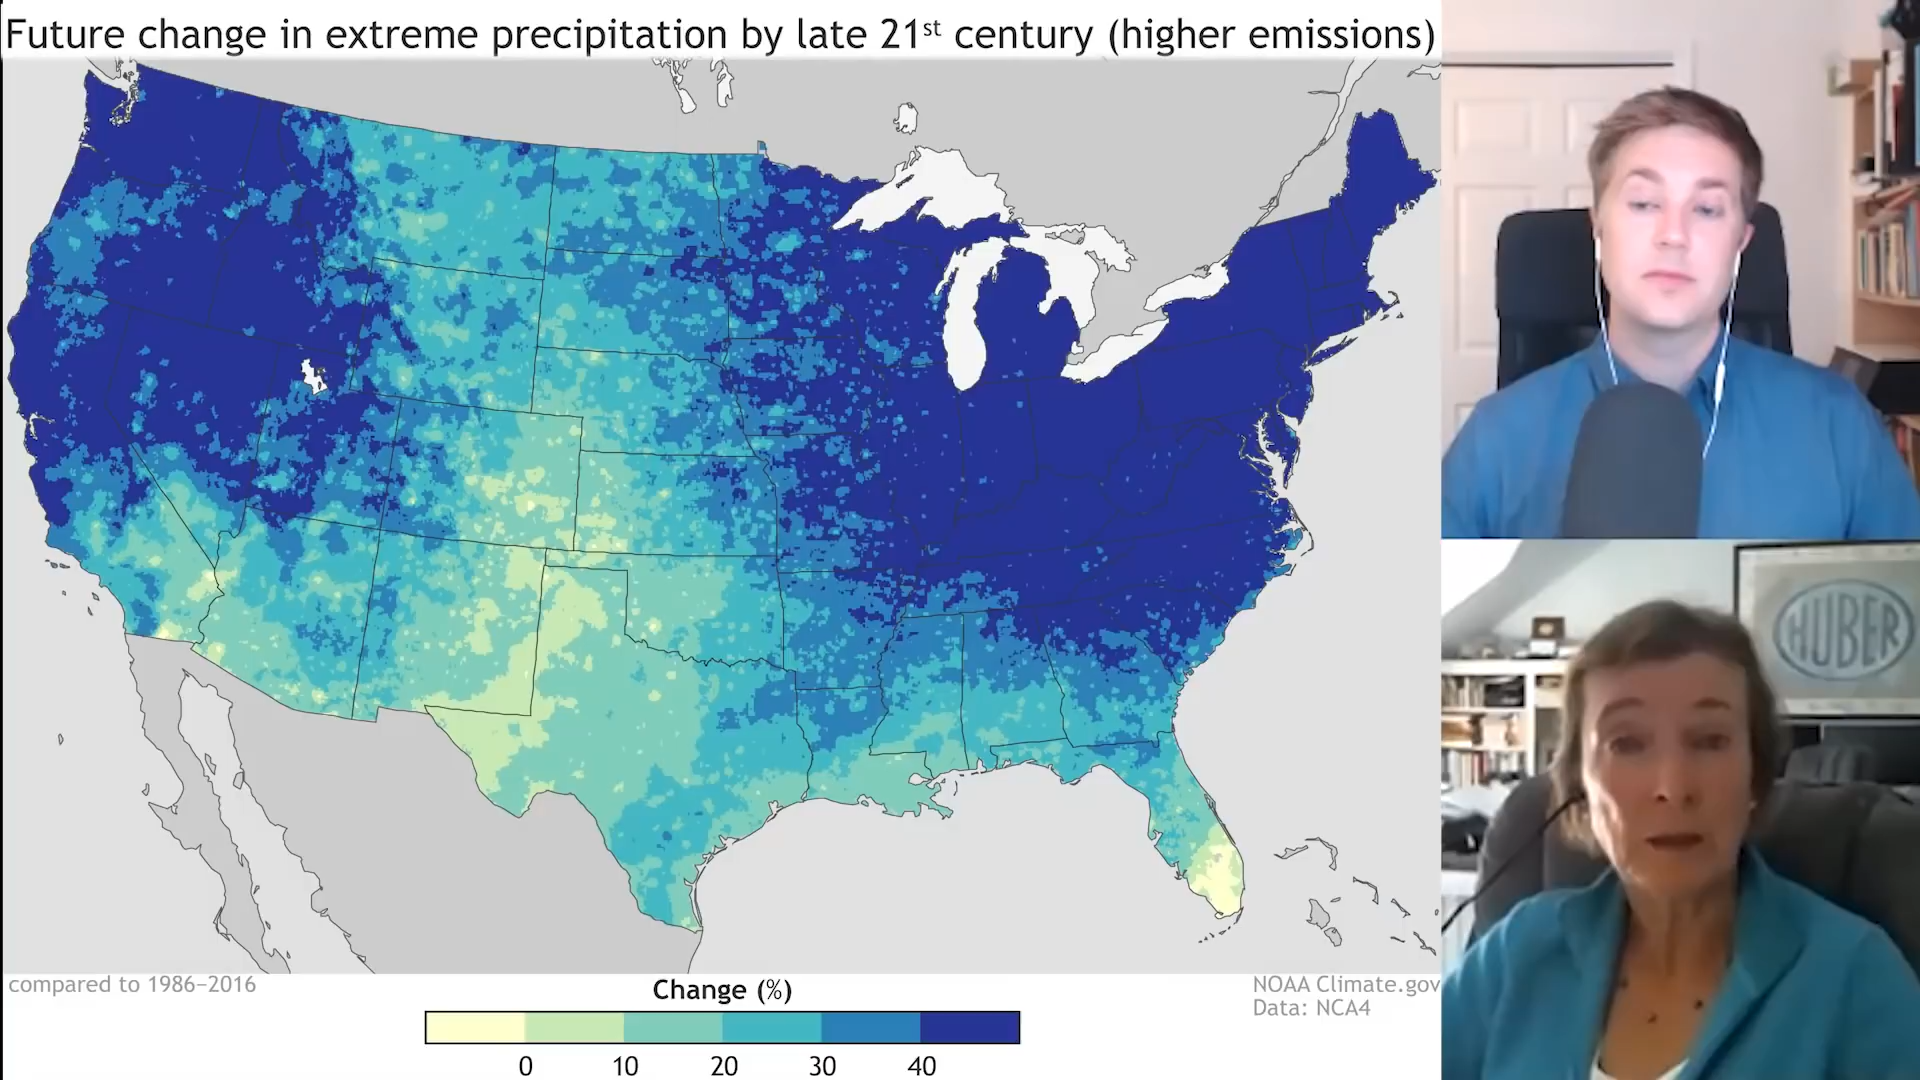 Future change in extreme precipitation by late 21st century (higher emissions)
HUBER
compared to 1986–2016
Change (%)
NOAA Climate.gov
Data: NCA4
0 10 20 30 40